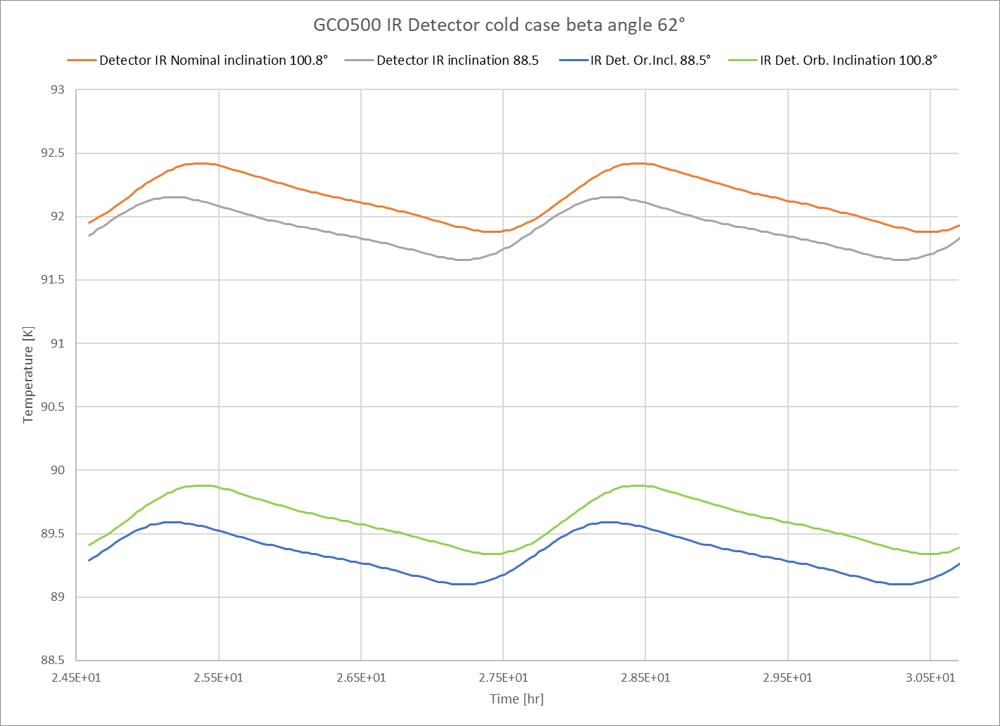 GCO500 IR Detector cold case beta angle 62°
Detector IR Nominal inclination 100.8° Detector IR inclination 88.5 IR Det. Or.Incl. 88.5° IR Det. Orb. Inclination 100.8°
93
92.5
92
91.5
91
90.5
90
89.5
89
88.5
Temperature [K]
2.45E+01 2.55E+01 2.65E+01 2.75E+01 2.85E+01 2.95E+01 3.05E+01
Time [hr]